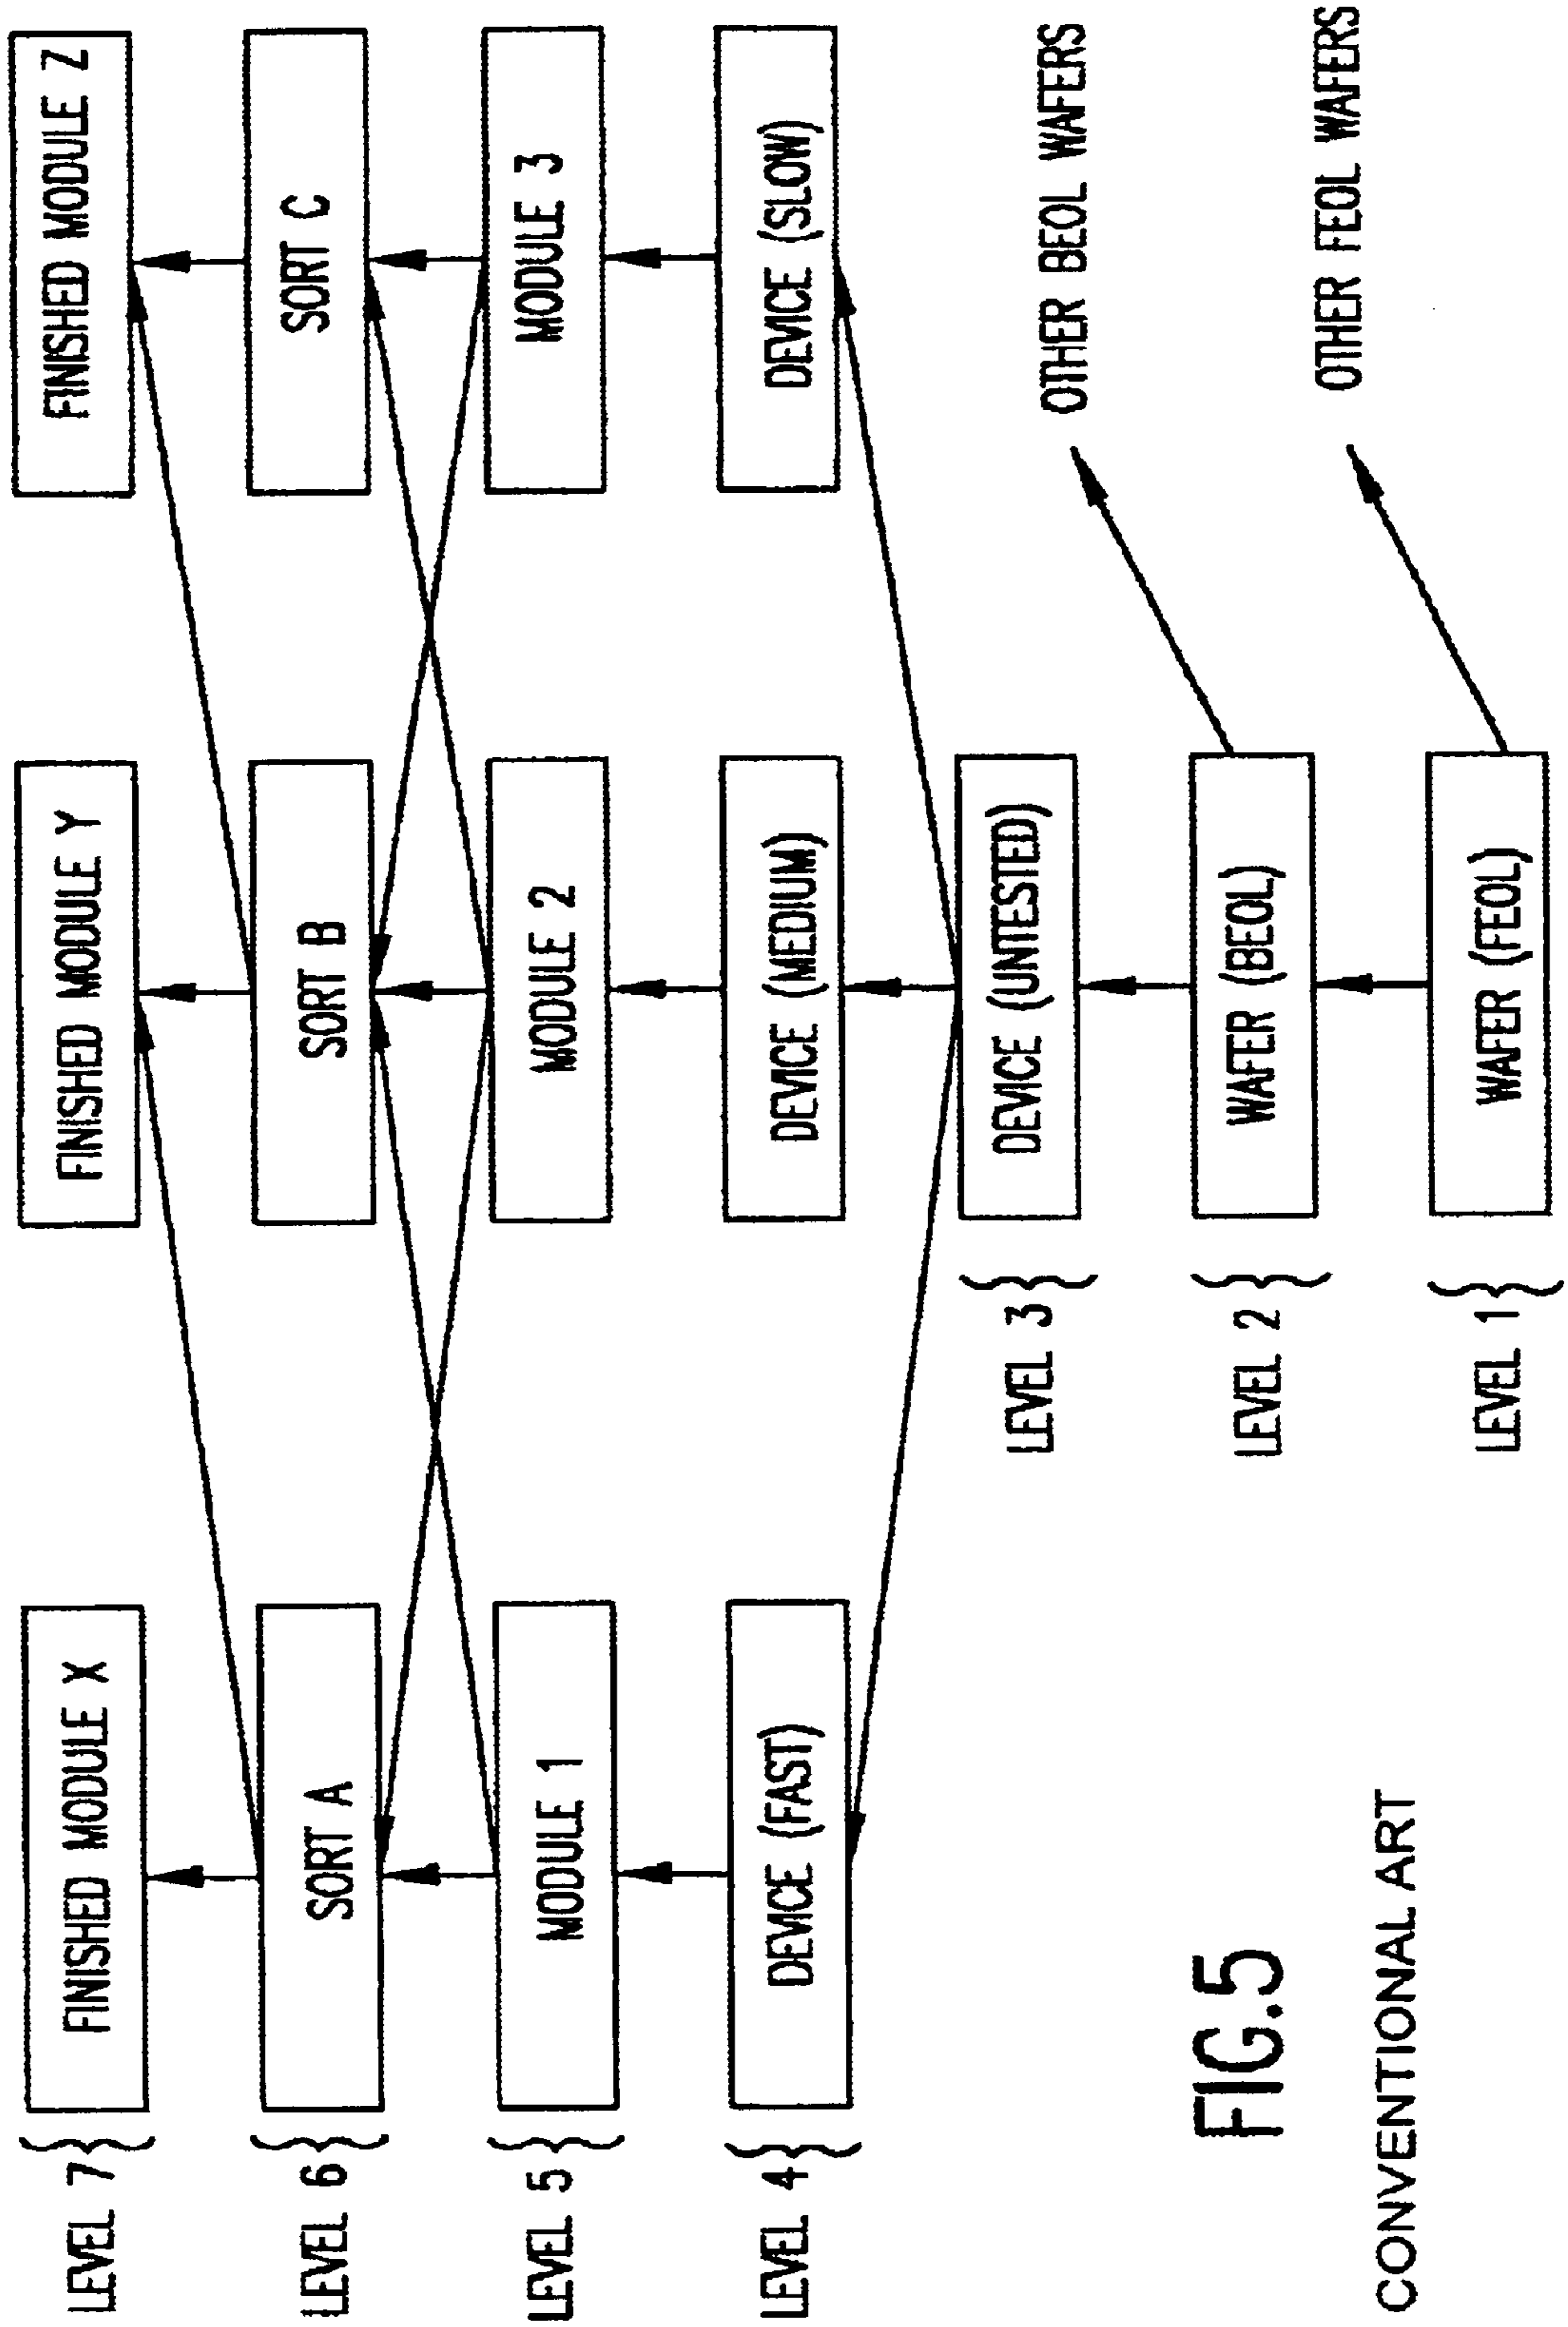 LEVEL 7
FINISHED MODULE X
FINISHED MODULE Y
FINISHED MODULE Z
LEVEL 6
SORT A
SORT B
SORT C
LEVEL 5
MODULE 1
MODULE 2
MODULE 3
LEVEL 4
DEVICE (FAST)
DEVICE (MEDIUM)
DEVICE (SLOW)
LEVEL 3
DEVICE (UNTESTED)
OTHER BEOL WAFERS
LEVEL 2
WAFER (BEOL)
OTHER FEOL WAFERS
LEVEL 1
WAFER (FEOL)
FIG.5
CONVENTIONAL ART